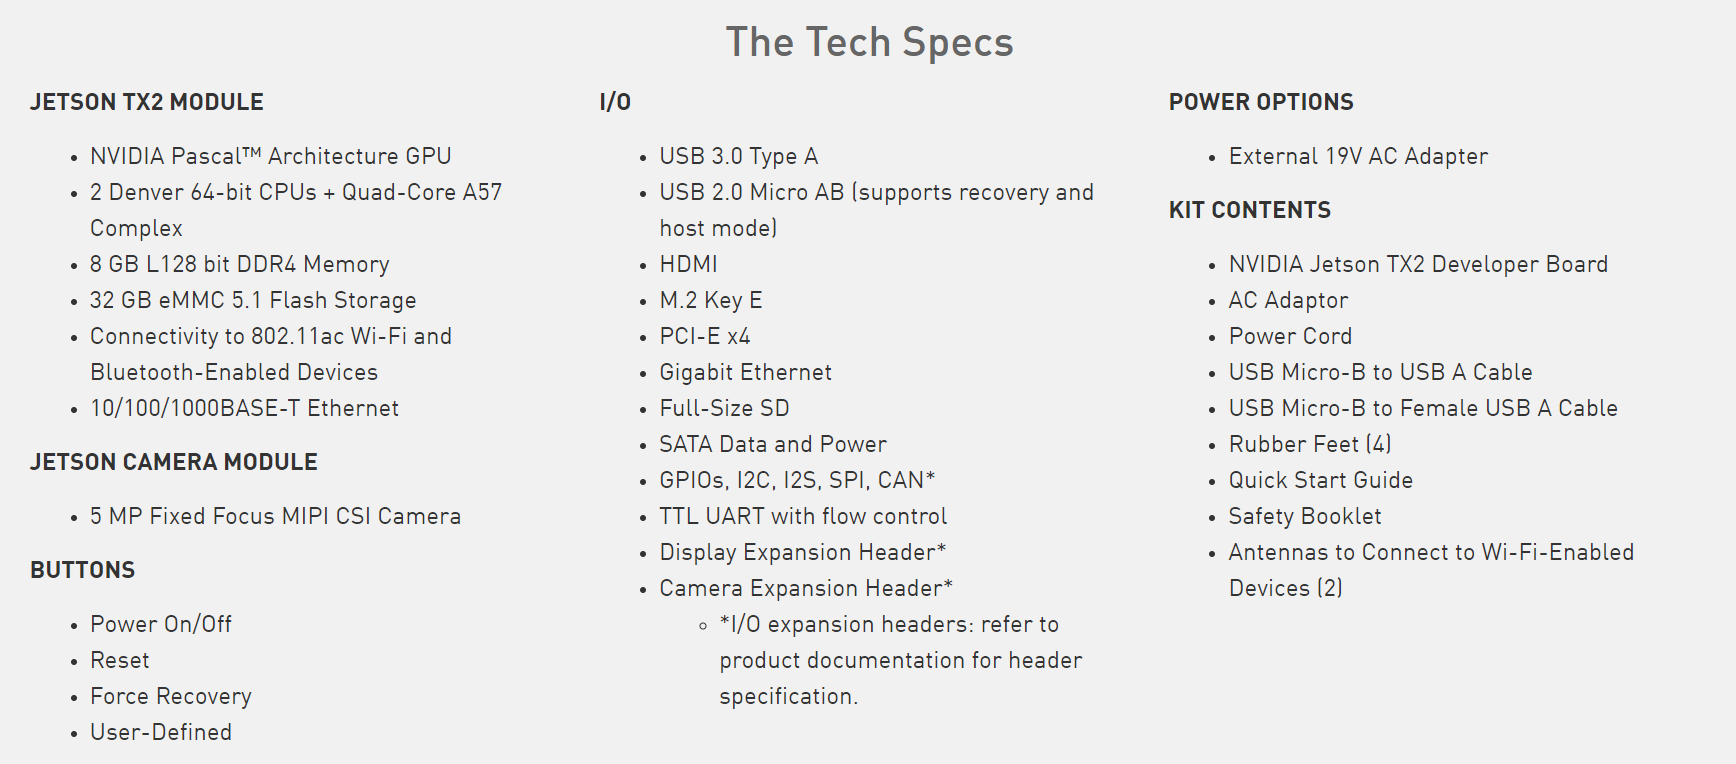 The Tech Specs
JETSON TX2 MODULE
• NVIDIA Pascal™ Architecture GPU
• 2 Denver 64-bit CPUs + Quad-Core A57
Complex
• 8 GB L128 bit DDR4 Memory
• 32 GB eMMC 5.1 Flash Storage
• Connectivity to 802.11ac Wi-Fi and
Bluetooth-Enabled Devices
• 10/100/1000BASE-T Ethernet
JETSON CAMERA MODULE
• 5 MP Fixed Focus MIPI CSI Camera
BUTTONS
• Power On/Off
• Reset
• Force Recovery
• User-Defined
I/O
• USB 3.0 Type A
• USB 2.0 Micro AB (supports recovery and
host mode)
• HDMI
• M.2 Key E
• PCI-E x4
• Gigabit Ethernet
• Full-Size SD
• SATA Data and Power
• GPIOs, I2C, I2S, SPI, CAN*
• TTL UART with flow control
• Display Expansion Header*
• Camera Expansion Header*
◦ *I/O expansion headers: refer to
product documentation for header
specification.
POWER OPTIONS
• External 19V AC Adapter
KIT CONTENTS
• NVIDIA Jetson TX2 Developer Board
• AC Adaptor
• Power Cord
• USB Micro-B to USB A Cable
• USB Micro-B to Female USB A Cable
• Rubber Feet (4)
• Quick Start Guide
• Safety Booklet
• Antennas to Connect to Wi-Fi-Enabled
Devices (2)